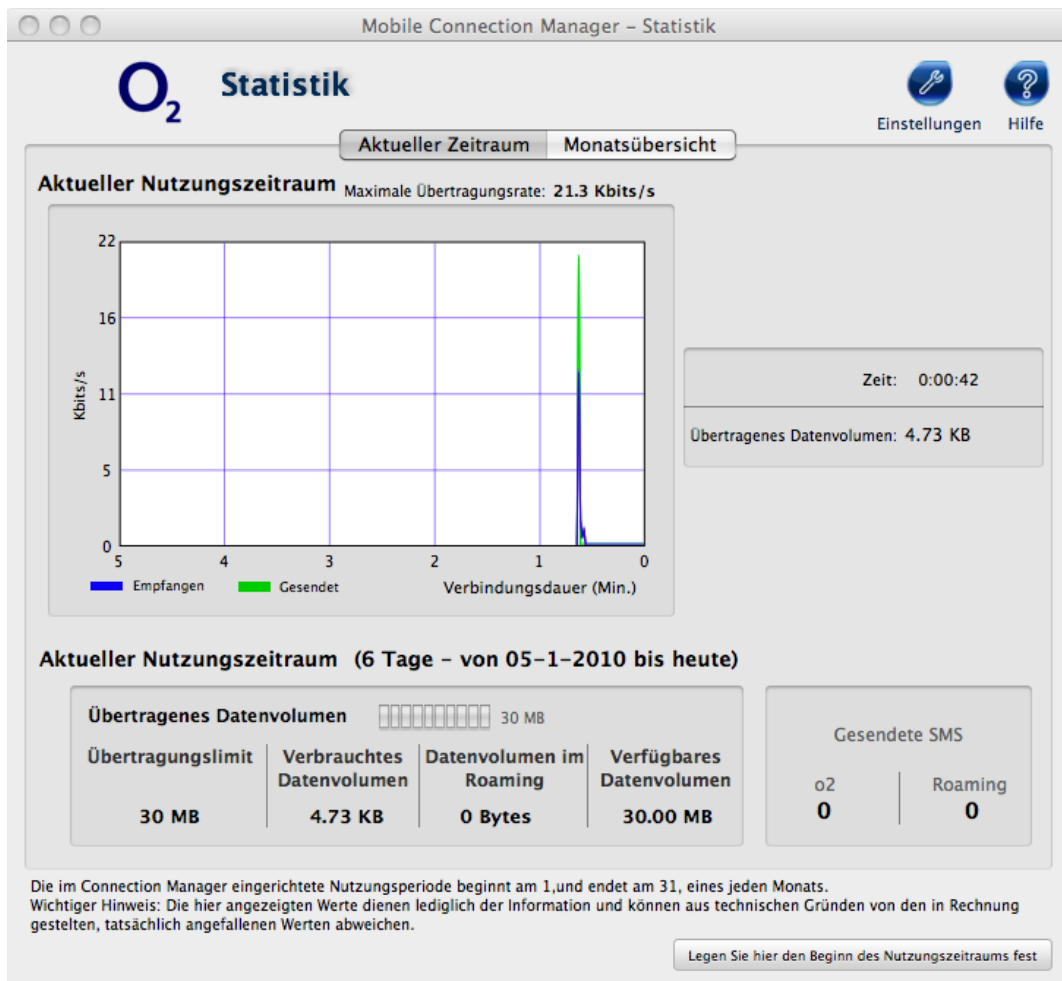 Mobile Connection Manager – Statistik
O2 Statistik
Einstellungen Hilfe
Aktueller Zeitraum Monatsübersicht
Aktueller Nutzungszeitraum Maximale Übertragungsrate: 21.3 Kbits/s
22
16
11
5
0
Kbits/s
5 4 3 2 1 0
Empfangen Gesendet Verbindungsdauer (Min.)
Zeit: 0:00:42
Übertragenes Datenvolumen: 4.73 KB
Aktueller Nutzungszeitraum (6 Tage – von 05-1-2010 bis heute)
Übertragenes Datenvolumen 30 MB
Übertragungslimit
30 MB
Verbrauchtes
Datenvolumen
4.73 KB
Datenvolumen im
Roaming
0 Bytes
Verfügbares
Datenvolumen
30.00 MB
Gesendete SMS
o2
0
Roaming
0
Die im Connection Manager eingerichtete Nutzungsperiode beginnt am 1,und endet am 31, eines jeden Monats.
Wichtiger Hinweis: Die hier angezeigten Werte dienen lediglich der Information und können aus technischen Gründen von den in Rechnung
gestelten, tatsächlich angefallenen Werten abweichen.
Legen Sie hier den Beginn des Nutzungszeitraums fest